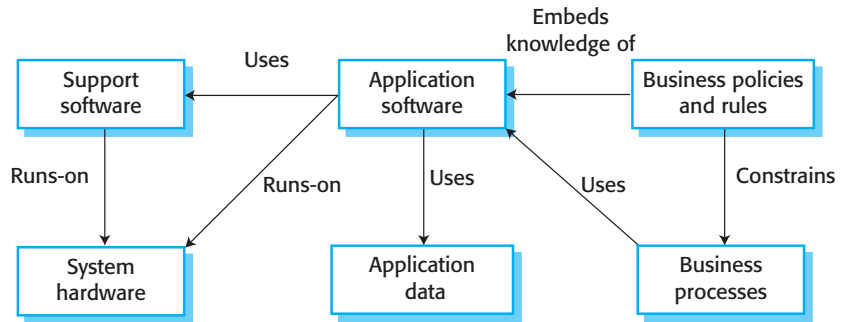 Embeds
knowledge of
Uses
Support
software
Application
software
Business policies
and rules
Runs-on
Runs-on
Uses
Uses
Constrains
System
hardware
Application
data
Business
processes